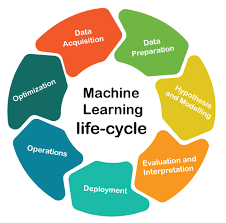 Machine
Learning
life-cycle
Data
Acquisition
Data
Preparation
Hypothesis
and Modelling
Evaluation and
Interpretation
Deployment
Operations
Optimization